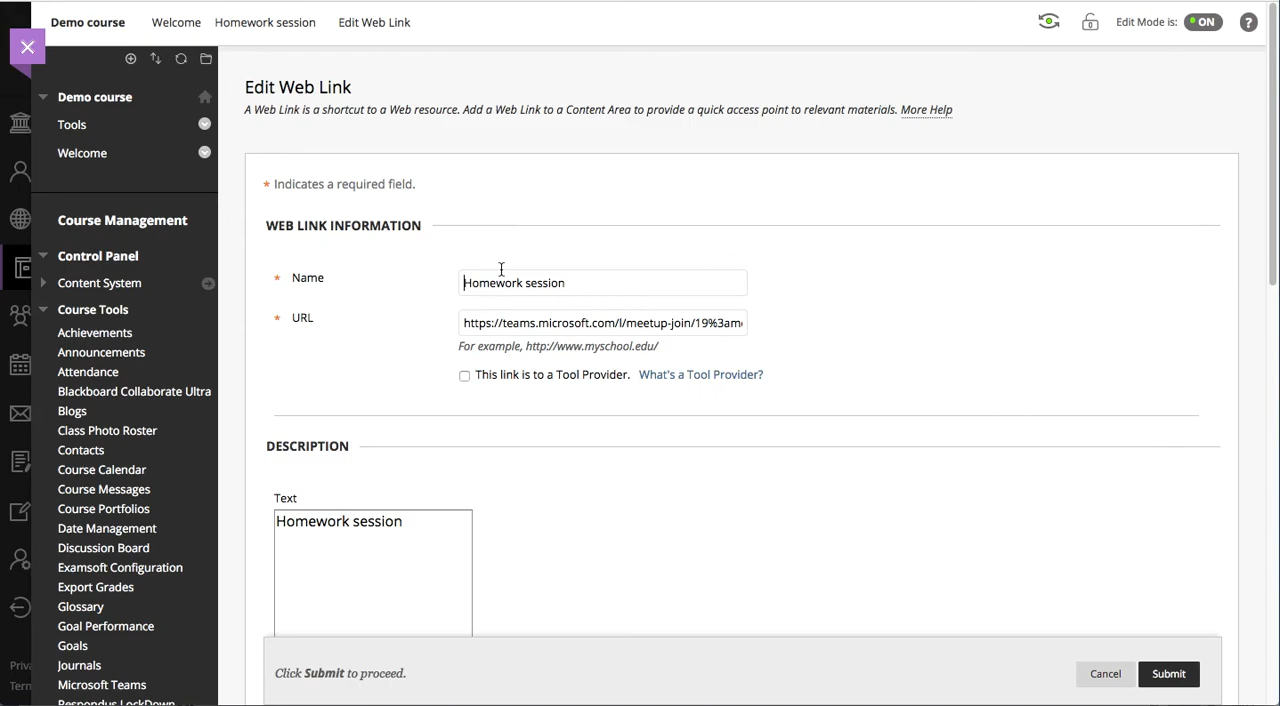 Demo course Welcome Homework session Edit Web Link Edit Mode is: ON ?
Demo course
Tools
Welcome
Course Management
Control Panel
Content System
Course Tools
Achievements
Announcements
Attendance
Blackboard Collaborate Ultra
Blogs
Class Photo Roster
Contacts
Course Calendar
Course Messages
Course Portfolios
Date Management
Discussion Board
Examsoft Configuration
Export Grades
Glossary
Goal Performance
Goals
Journals
Microsoft Teams
Respondus LockDown
Priva
Tern
Edit Web Link
A Web Link is a shortcut to a Web resource. Add a Web Link to a Content Area to provide a quick access point to relevant materials. More Help
* Indicates a required field.
WEB LINK INFORMATION
* Name Homework session
* URL https://teams.microsoft.com/l/meetup-join/19%3ame
For example, http://www.myschool.edu/
This link is to a Tool Provider. What's a Tool Provider?
DESCRIPTION
Text
Homework session
Click Submit to proceed. Cancel Submit